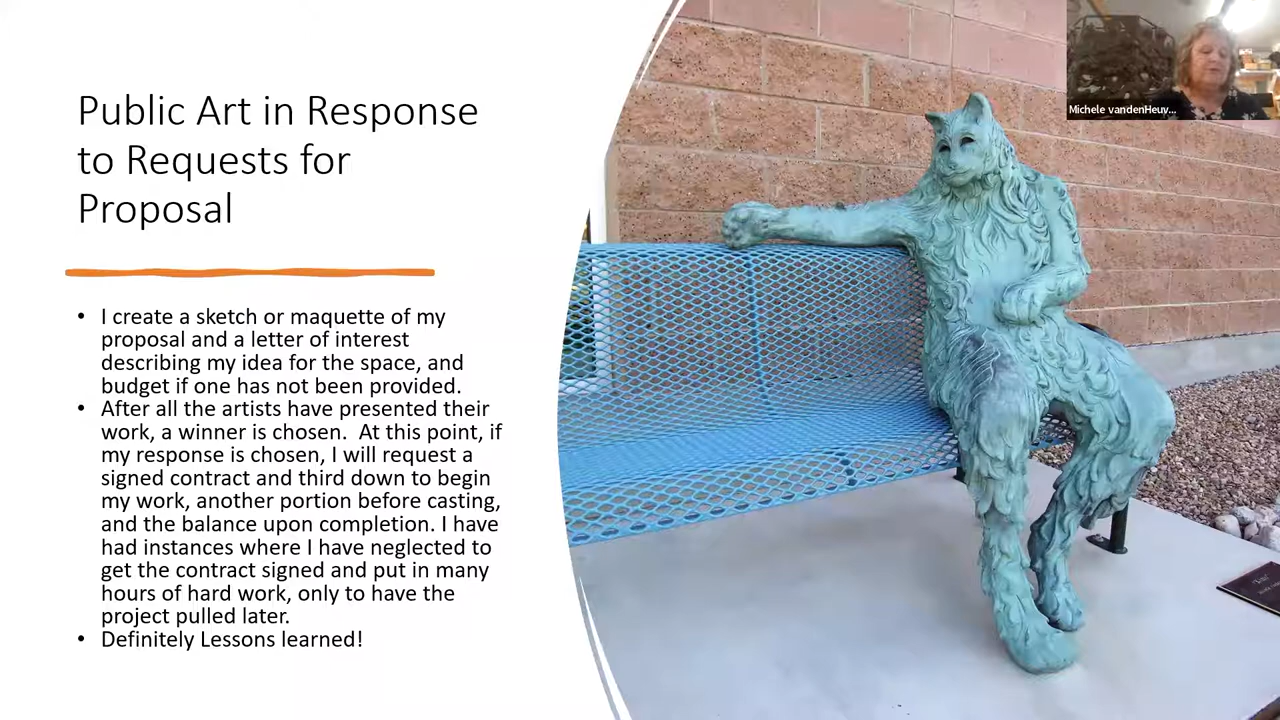 Public Art in Response
to Requests for
Proposal
• I create a sketch or maquette of my
proposal and a letter of interest
describing my idea for the space, and
budget if one has not been provided.
• After all the artists have presented their
work, a winner is chosen.  At this point, if
my response is chosen, I will request a
signed contract and third down to begin
my work, another portion before casting,
and the balance upon completion. I have
had instances where I have neglected to
get the contract signed and put in many
hours of hard work, only to have the
project pulled later.
• Definitely Lessons learned!
Michele vandenHeuv...